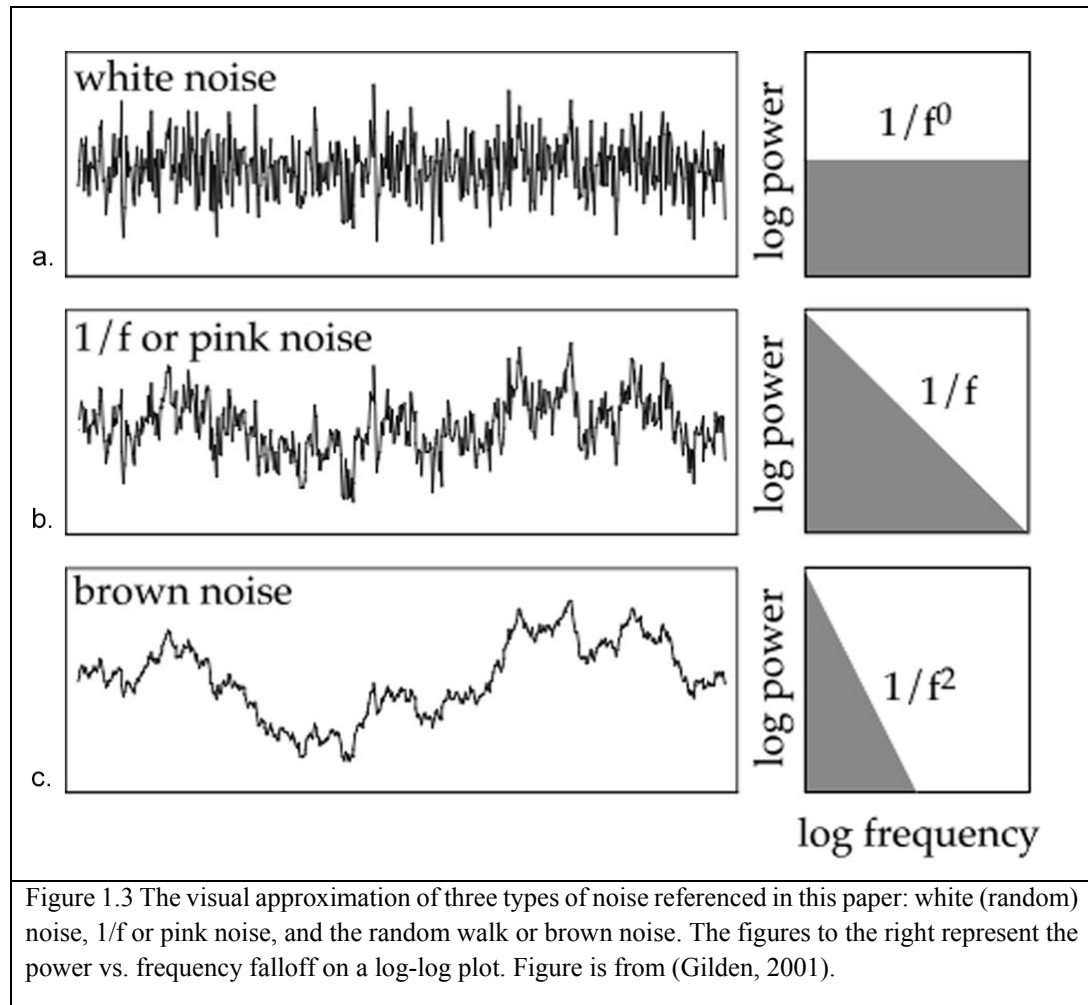 white noise
log power
1/f⁰
a.
1/f or pink noise
log power
1/f
b.
brown noise
log power
1/f²
c.
log frequency
Figure 1.3 The visual approximation of three types of noise referenced in this paper: white (random)
noise, 1/f or pink noise, and the random walk or brown noise. The figures to the right represent the
power vs. frequency falloff on a log-log plot. Figure is from (Gilden, 2001).